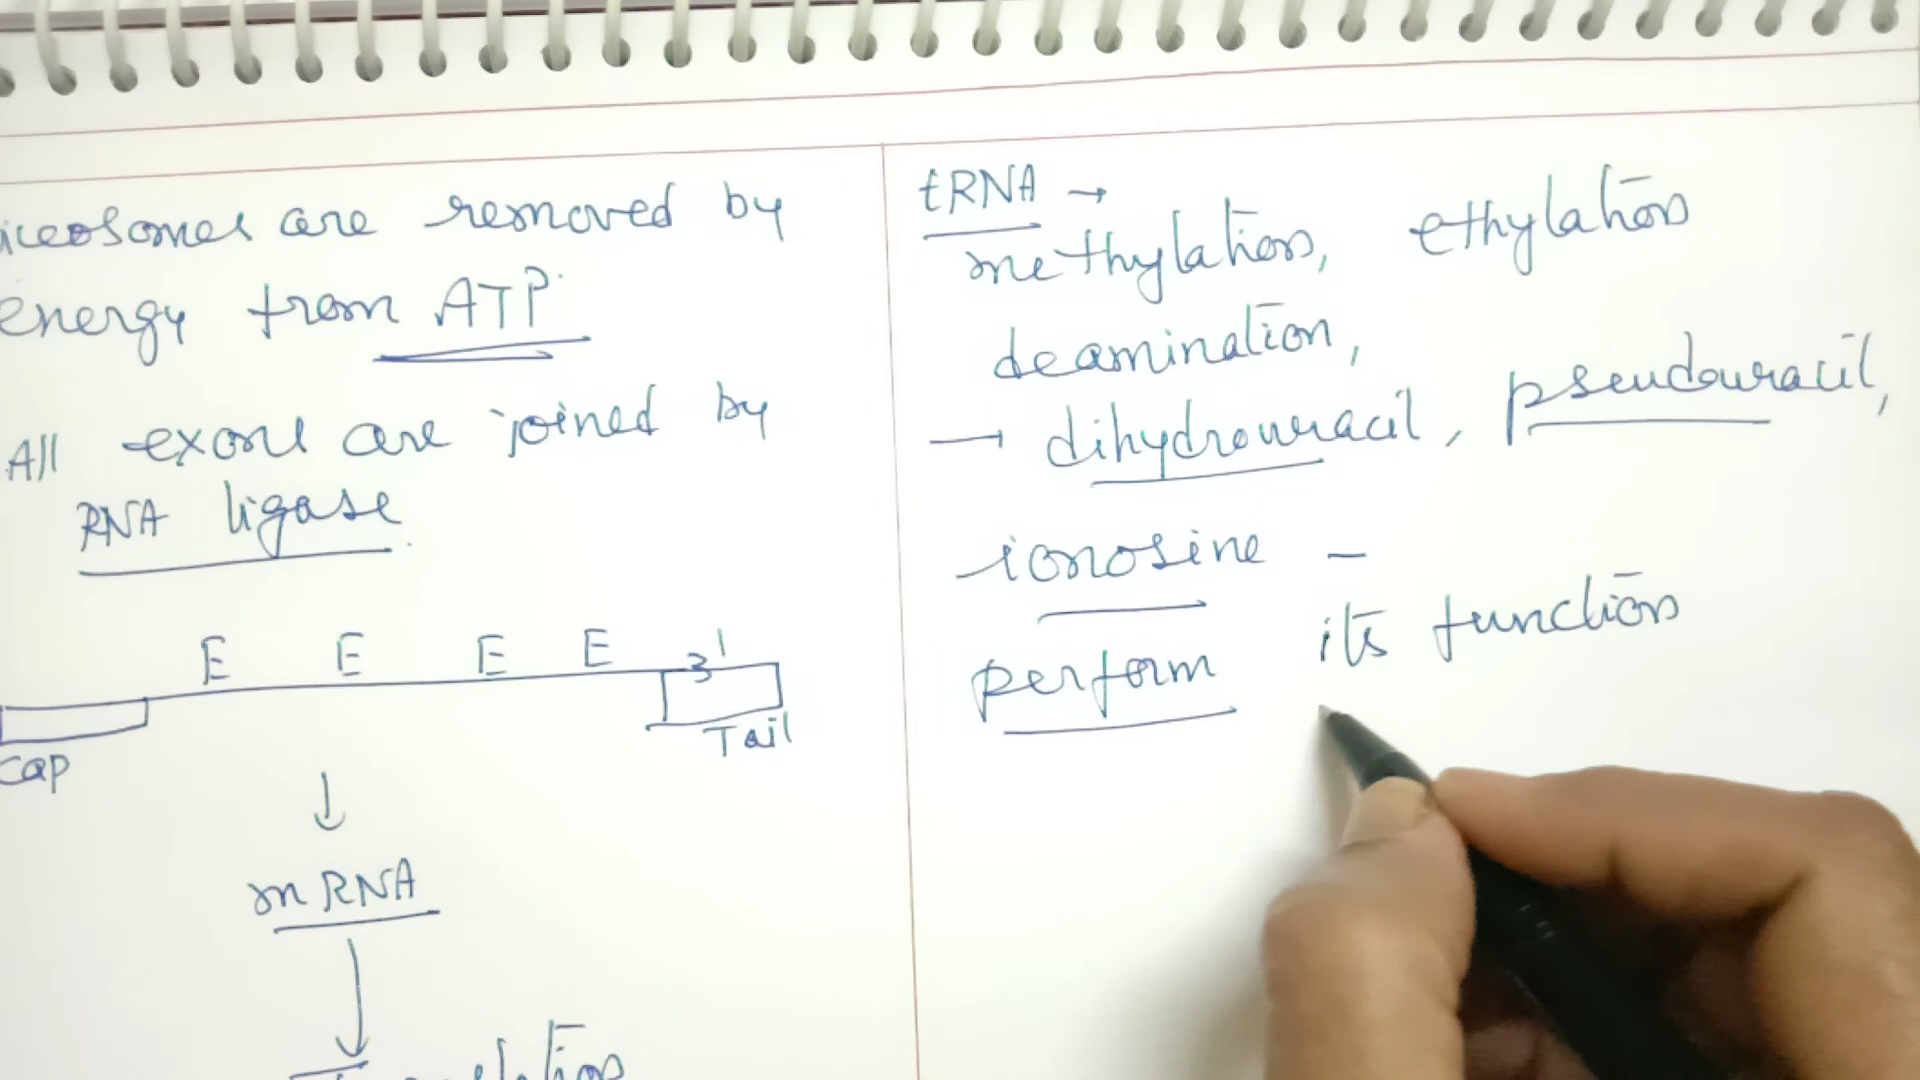 are removed by
energy from ATP
All exons are joined by
RNA ligase.
E E E E 3'
Cap
Tail
mRNA
tRNA →
methylation, ethylation
deamination,
→ dihydrouracil, pseudouracil,
ionosine –
perform its function